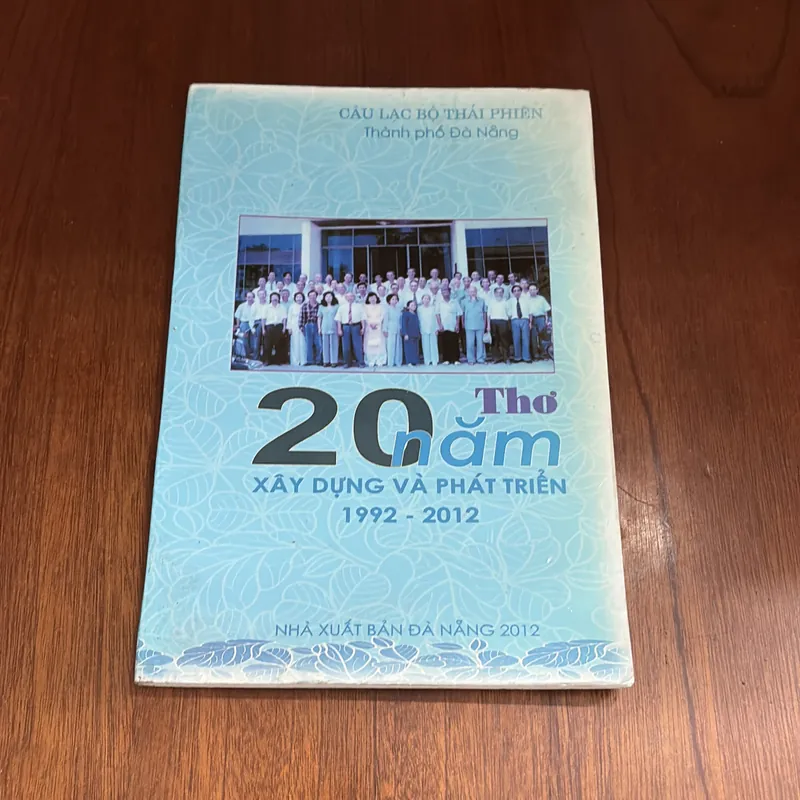 CÂU LẠC BỘ THÁI PHIÊN
Thành phố Đà Nẵng
Thơ
20 năm
XÂY DỰNG VÀ PHÁT TRIỂN
1992 - 2012
NHÀ XUẤT BẢN ĐÀ NẴNG 2012